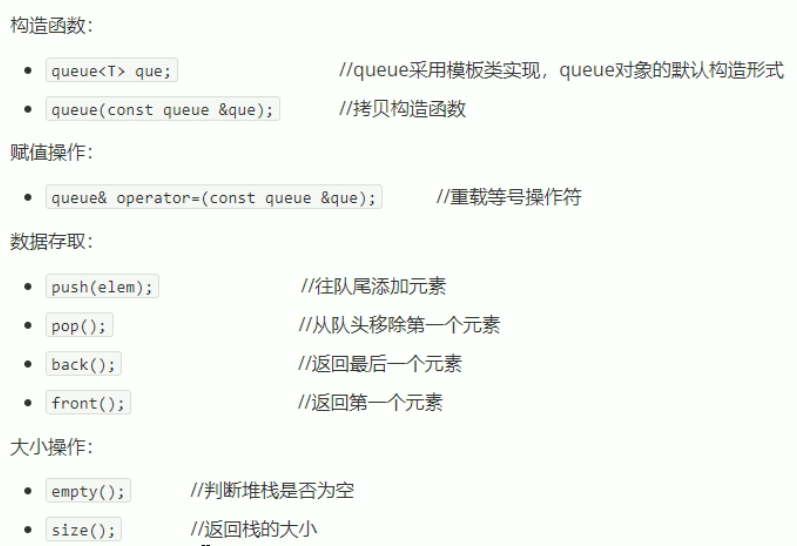 构造函数：
queue<T> que; //queue采用模板类实现，queue对象的默认构造形式
queue(const queue &que); //拷贝构造函数
赋值操作：
queue& operator=(const queue &que); //重载等号操作符
数据存取：
push(elem); //往队尾添加元素
pop(); //从队头移除第一个元素
back(); //返回最后一个元素
front(); //返回第一个元素
大小操作：
empty(); //判断堆栈是否为空
size(); //返回栈的大小